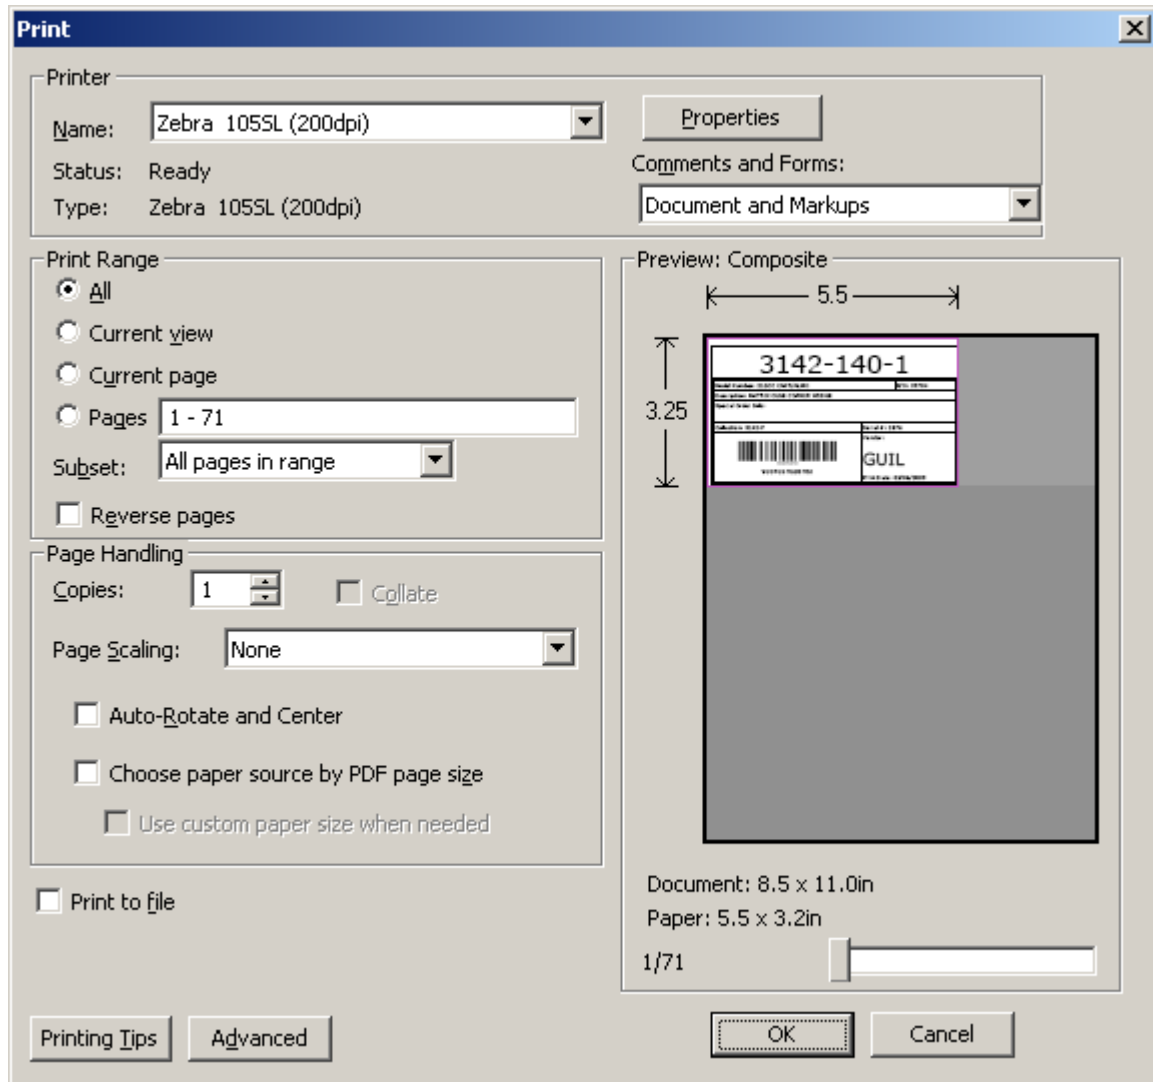 Print
Printer
Name: Zebra 105SL (200dpi)
Properties
Status: Ready
Comments and Forms:
Type: Zebra 105SL (200dpi)
Document and Markups
Print Range
All
Current view
Current page
Pages 1 - 71
Subset: All pages in range
Reverse pages
Page Handling
Copies: 1 Collate
Page Scaling: None
Auto-Rotate and Center
Choose paper source by PDF page size
Use custom paper size when needed
Print to file
Preview: Composite
5.5
3.25
3142-140-1
GUIL
Document: 8.5 x 11.0in
Paper: 5.5 x 3.2in
1/71
Printing Tips
Advanced
OK
Cancel